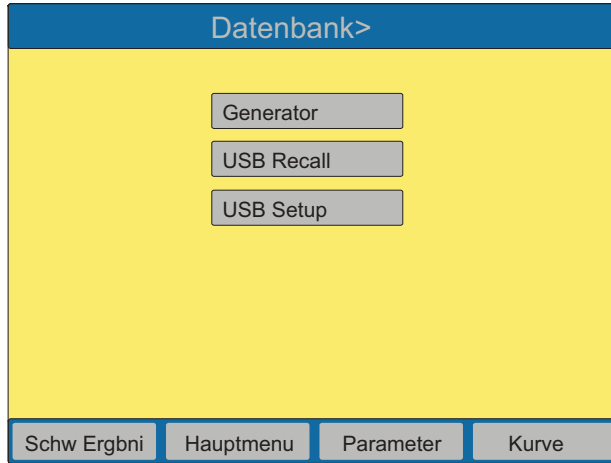 Datenbank>
Generator
USB Recall
USB Setup
Schw Ergbni Hauptmenu Parameter Kurve